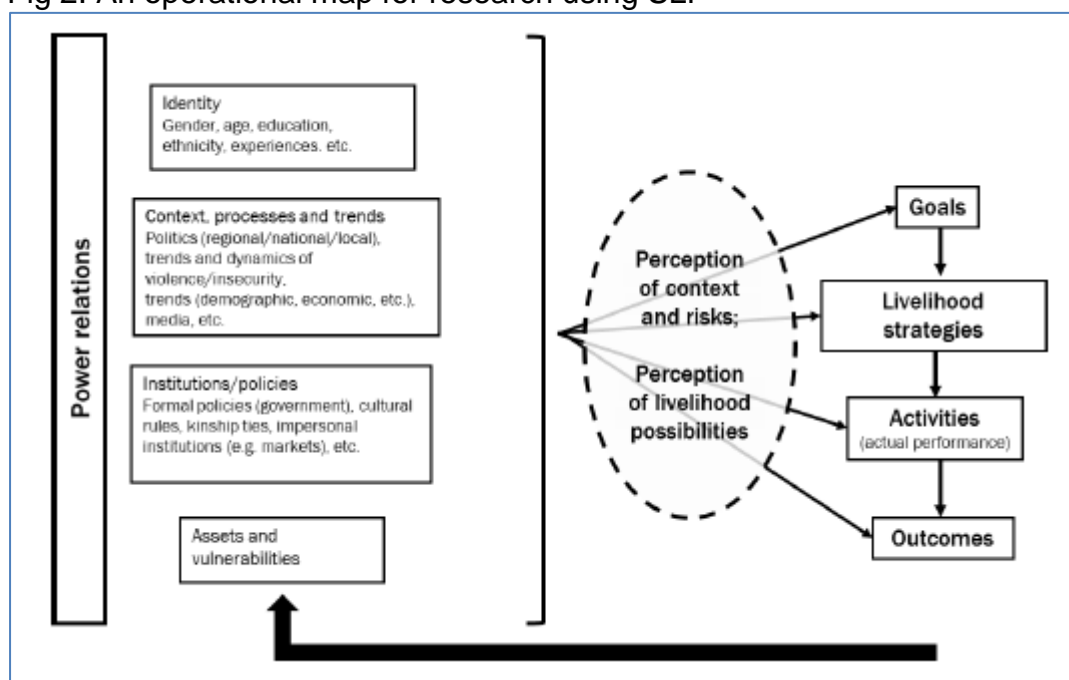 Fig 2: An operational map for research using SLF
Power relations
Identity
Gender, age, education,
ethnicity, experiences. etc.
Context, processes and trends
Politics (regional/national/local),
trends and dynamics of
violence/insecurity,
trends (demographic, economic, etc.),
media, etc.
Institutions/policies
Formal policies (government), cultural
rules, kinship ties, impersonal
institutions (e.g. markets), etc.
Assets and
vulnerabilities
Perception
of context
and risks;
Perception
of livelihood
possibilities
Goals
Livelihood
strategies
Activities
(actual performance)
Outcomes